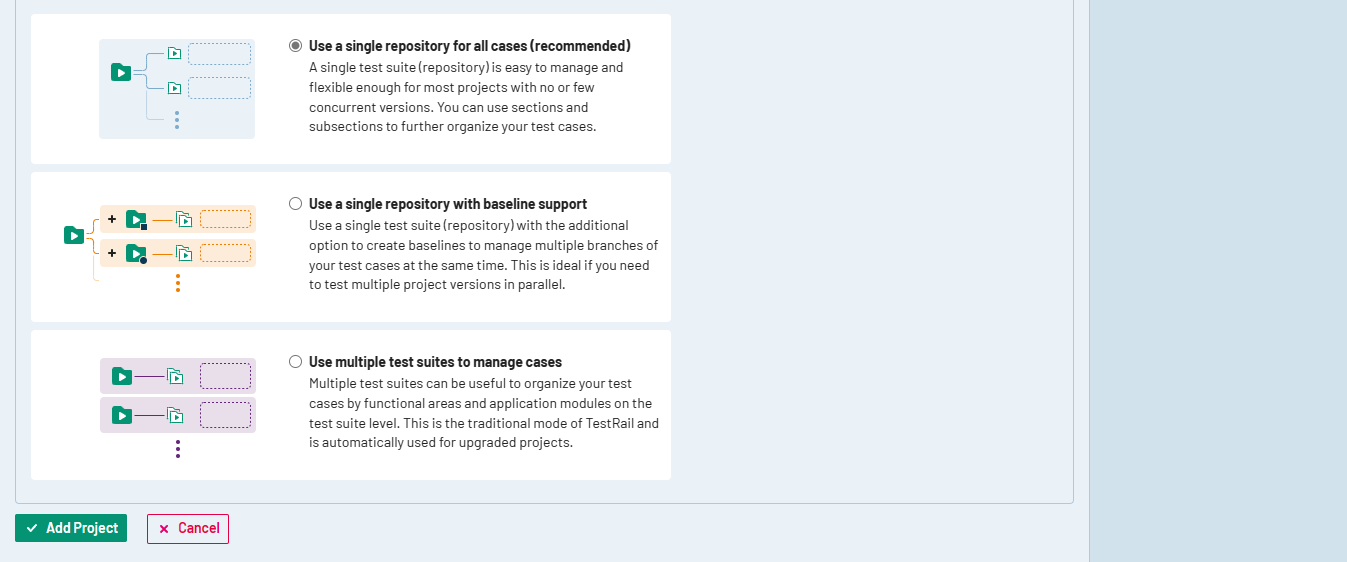 Use a single repository for all cases (recommended)
A single test suite (repository) is easy to manage and
flexible enough for most projects with no or few
concurrent versions. You can use sections and
subsections to further organize your test cases.
Use a single repository with baseline support
Use a single test suite (repository) with the additional
option to create baselines to manage multiple branches of
your test cases at the same time. This is ideal if you need
to test multiple project versions in parallel.
Use multiple test suites to manage cases
Multiple test suites can be useful to organize your test
cases by functional areas and application modules on the
test suite level. This is the traditional mode of TestRail and
is automatically used for upgraded projects.
Add Project
Cancel